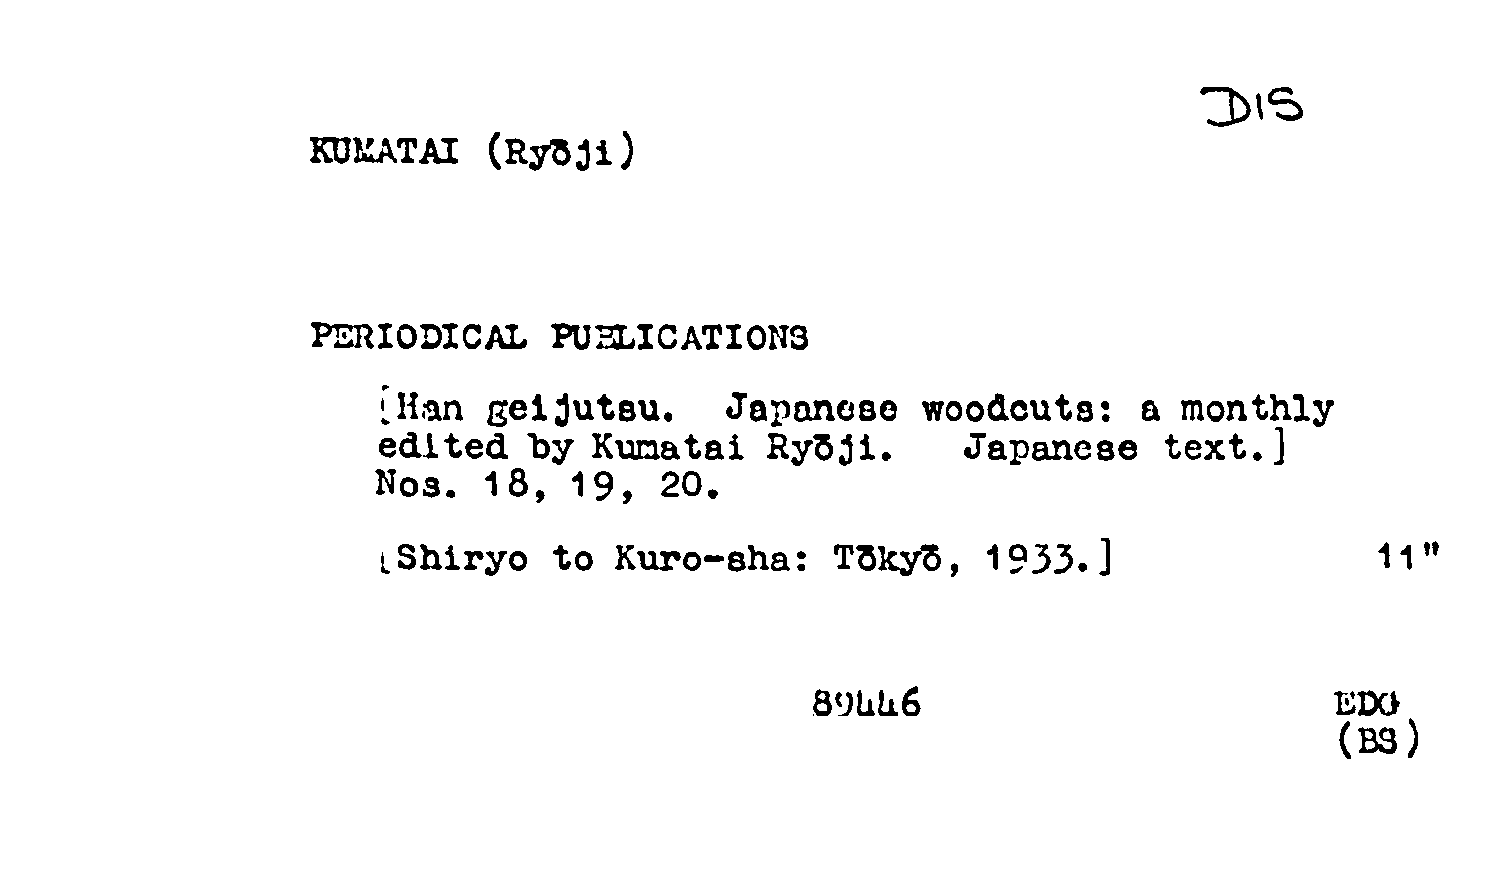 DIS
KUMATAI (Ryōji)
PERIODICAL PUBLICATIONS
[Han geijutsu. Japanese woodcuts: a monthly
edited by Kumatai Ryōji. Japanese text.]
Nos. 18, 19, 20.
[Shiryo to Kuro-sha: Tōkyō, 1933.] 11"
89446 EDO
(BS)